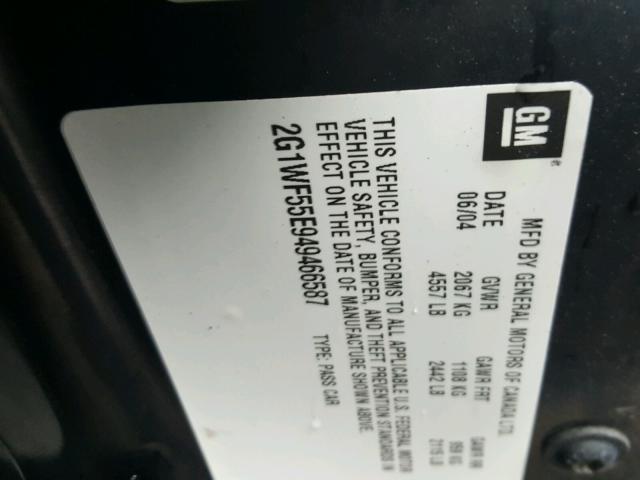 GM
MFD BY GENERAL MOTORS OF CANADA LTD.
DATE GVWR GAWR FRT GAWR RR
06/04 2067 KG 1108 KG 959 KG
4557 LB 2442 LB 2115 LB
THIS VEHICLE CONFORMS TO ALL APPLICABLE U.S. FEDERAL MOTOR
VEHICLE SAFETY, BUMPER, AND THEFT PREVENTION STANDARDS IN
EFFECT ON THE DATE OF MANUFACTURE SHOWN ABOVE.
2G1WF55E949466587 TYPE: PASS CAR